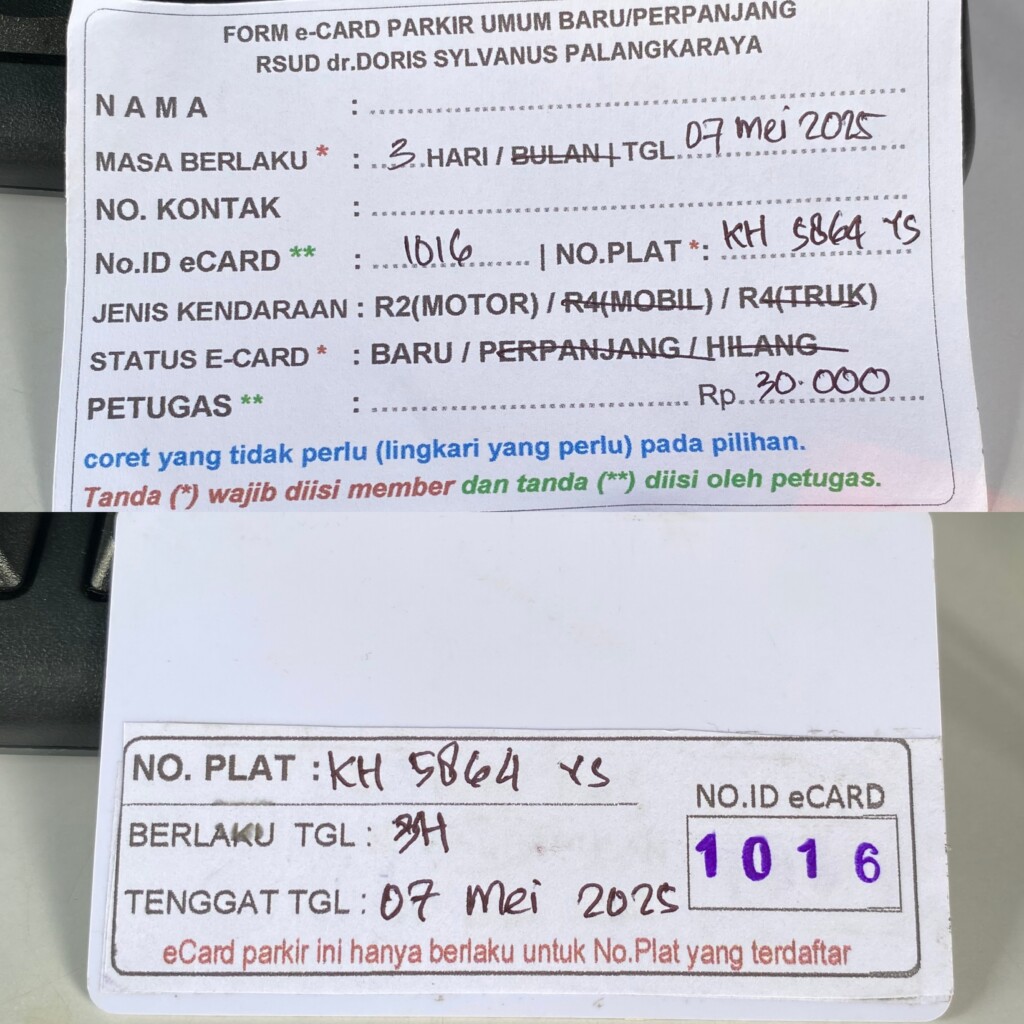 FORM e-CARD PARKIR UMUM BARU/PERPANJANG
RSUD dr.DORIS SYLVANUS PALANGKARAYA
N A M A :
MASA BERLAKU * : 3 HARI / BULAN | TGL. 07 Mei 2025
NO. KONTAK :
No.ID eCARD ** : 1016 | NO.PLAT *: KH 5864 YS
JENIS KENDARAAN : R2(MOTOR) / R4(MOBIL) / R4(TRUK)
STATUS E-CARD * : BARU / PERPANJANG / HILANG
PETUGAS ** : Rp. 30.000
coret yang tidak perlu (lingkari yang perlu) pada pilihan.
Tanda (*) wajib diisi member dan tanda (**) diisi oleh petugas.
NO. PLAT : KH 5864 YS
BERLAKU TGL : 3H
TENGGAT TGL : 07 Mei 2025
NO.ID eCARD
1016
eCard parkir ini hanya berlaku untuk No.Plat yang terdaftar